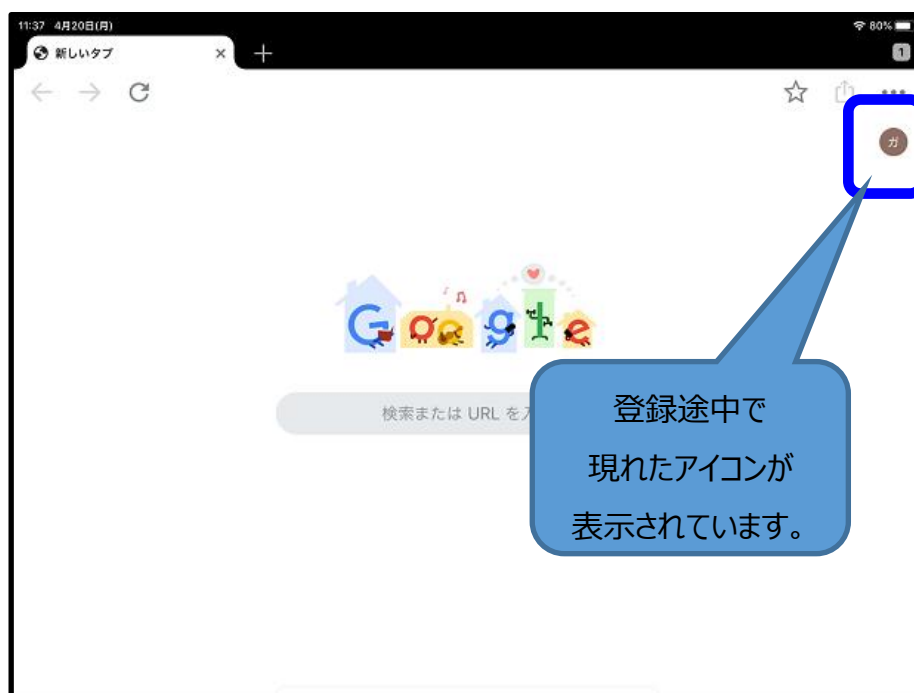 11:37 4月20日(月) 80%
新しいタブ × 1
ガ
Google
検索または URL を入
登録途中で
現れたアイコンが
表示されています。